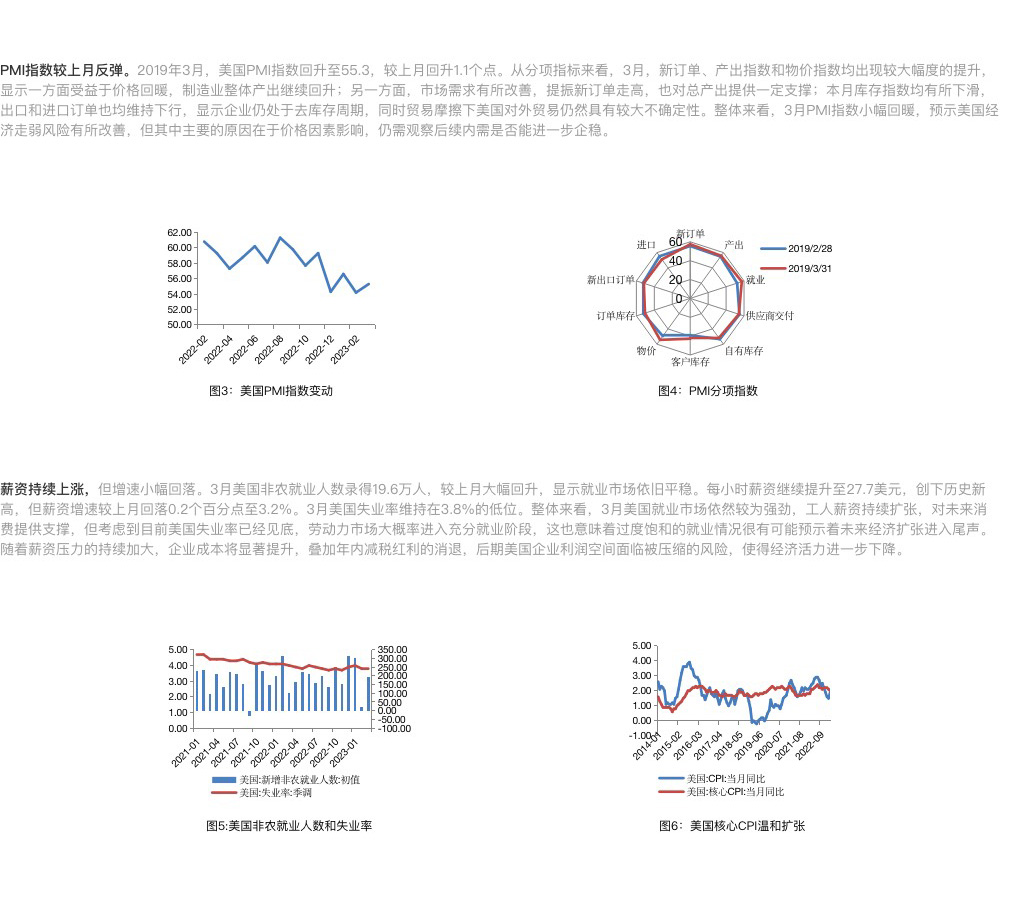 PMI指数较上月反弹。2019年3月，美国PMI指数回升至55.3，较上月回升1.1个点。从分项指标来看，3月，新订单、产出指数和物价指数均出现较大幅度的提升，
显示一方面受益于价格回暖，制造业整体产出继续回升；另一方面，市场需求有所改善，提振新订单走高，也对总产出提供一定支撑；本月库存指数均有所下滑，
出口和进口订单也均维持下行，显示企业仍处于去库存周期，同时贸易摩擦下美国对外贸易仍然具有较大不确定性。整体来看，3月PMI指数小幅回暖，预示美国经
济走弱风险有所改善，但其中主要的原因在于价格因素影响，仍需观察后续内需是否能进一步企稳。
62.00
60.00
58.00
56.00
54.00
52.00
50.00
2022-02
2022-04
2022-06
2022-08
2022-10
2022-12
2023-02
图3：美国PMI指数变动
新订单
产出
就业
供应商交付
自有库存
客户库存
物价
订单库存
新出口订单
进口
60
40
20
0
2019/2/28
2019/3/31
图4：PMI分项指数
薪资持续上涨，但增速小幅回落。3月美国非农就业人数录得19.6万人，较上月大幅回升，显示就业市场依旧平稳。每小时薪资继续提升至27.7美元，创下历史新
高，但薪资增速较上月回落0.2个百分点至3.2%。3月美国失业率维持在3.8%的低位。整体来看，3月美国就业市场依然较为强劲，工人薪资持续扩张，对未来消
费提供支撑，但考虑到目前美国失业率已经见底，劳动力市场大概率进入充分就业阶段，这也意味着过度饱和的就业情况很有可能预示着未来经济扩张进入尾声。
随着薪资压力的持续加大，企业成本将显著提升，叠加年内减税红利的消退，后期美国企业利润空间面临被压缩的风险，使得经济活力进一步下降。
5.00
4.00
3.00
2.00
1.00
0.00
350.00
300.00
250.00
200.00
150.00
100.00
50.00
0.00
-50.00
-100.00
2021-01
2021-04
2021-07
2021-10
2022-01
2022-04
2022-07
2022-10
2023-01
美国:新增非农就业人数:初值
美国:失业率:季调
图5:美国非农就业人数和失业率
5.00
4.00
3.00
2.00
1.00
0.00
-1.00
2014-01
2015-02
2016-03
2017-04
2018-05
2019-06
2020-07
2021-08
2022-09
美国:CPI:当月同比
美国:核心CPI:当月同比
图6：美国核心CPI温和扩张